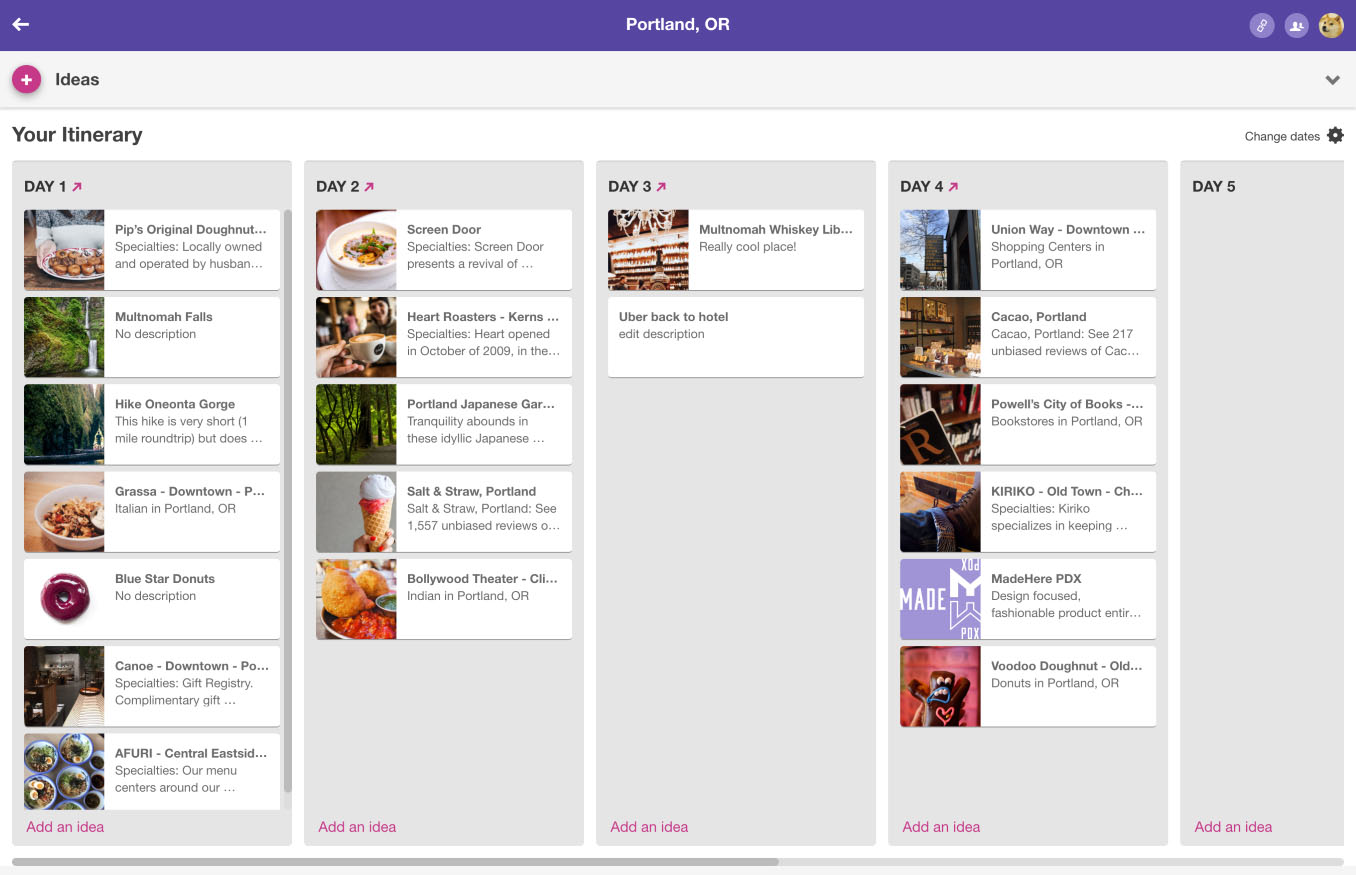 Portland, OR
Ideas
Your Itinerary
Change dates
DAY 1
Pip's Original Doughnut...
Specialties: Locally owned
and operated by husban...
Multnomah Falls
No description
Hike Oneonta Gorge
This hike is very short (1
mile roundtrip) but does ...
Grassa - Downtown - P...
Italian in Portland, OR
Blue Star Donuts
No description
Canoe - Downtown - Po...
Specialties: Gift Registry.
Complimentary gift ...
AFURI - Central Eastsid...
Specialties: Our menu
centers around our ...
Add an idea
DAY 2
Screen Door
Specialties: Screen Door
presents a revival of ...
Heart Roasters - Kerns ...
Specialties: Heart opened
in October of 2009, in the...
Portland Japanese Gar...
Tranquility abounds in
these idyllic Japanese ...
Salt & Straw, Portland
Salt & Straw, Portland: See
1,557 unbiased reviews o...
Bollywood Theater - Cli...
Indian in Portland, OR
Add an idea
DAY 3
Multnomah Whiskey Lib...
Really cool place!
Uber back to hotel
edit description
Add an idea
DAY 4
Union Way - Downtown ...
Shopping Centers in
Portland, OR
Cacao, Portland
Cacao, Portland: See 217
unbiased reviews of Cac...
R
Powell's City of Books -...
Bookstores in Portland, OR
KIRIKO - Old Town - Ch...
Specialties: Kiriko
specializes in keeping ...
PDX
MADE
M
PDX
MadeHere PDX
Design focused,
fashionable product entir...
Voodoo Doughnut - Old...
Donuts in Portland, OR
Add an idea
DAY 5
Add an idea